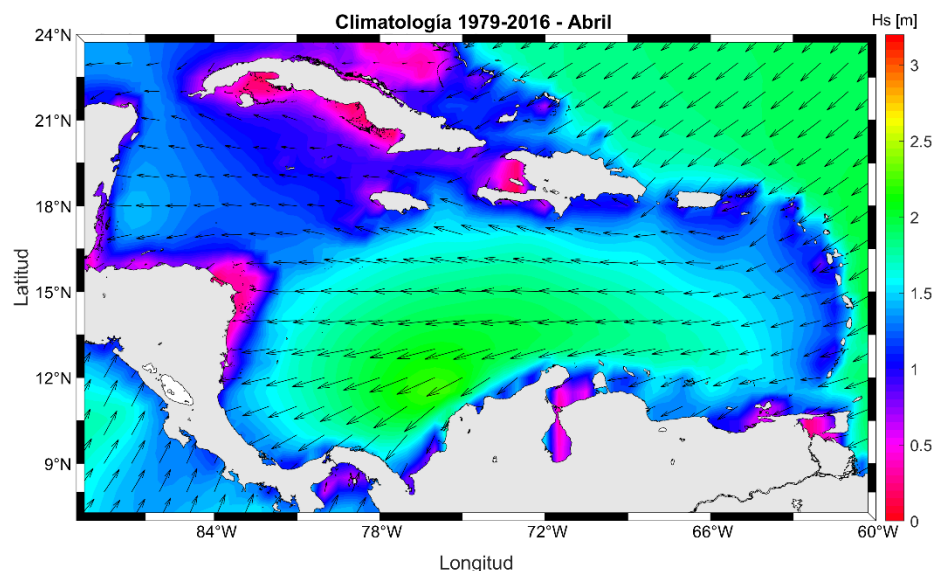 Climatología 1979-2016 - Abril
Hs [m]
24°N
21°N
18°N
15°N
12°N
9°N
Latitud
84°W
78°W
72°W
66°W
60°W
Longitud
3
2.5
2
1.5
1
0.5
0